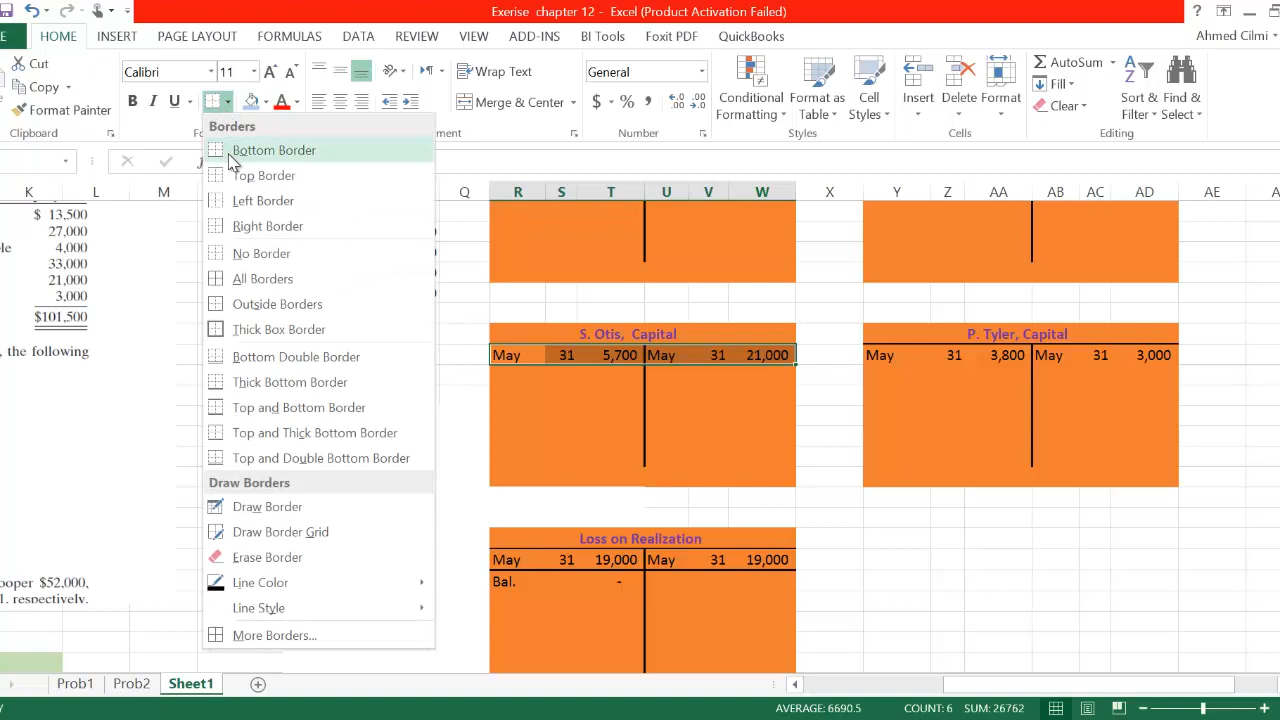 Exerise chapter 12 - Excel (Product Activation Failed)
?
HOME INSERT PAGE LAYOUT FORMULAS DATA REVIEW VIEW ADD-INS BI Tools Foxit PDF QuickBooks Ahmed Cilmi
Cut
Copy
Format Painter
Clipboard
Calibri 11
B I U
Wrap Text
Merge & Center
General
$ % ,
Number
Conditional Formatting
Format as Table
Cell Styles
Styles
Insert Delete Format
Cells
AutoSum
Fill
Clear
Sort & Filter
Find & Select
Editing
Borders
Bottom Border
Top Border
Left Border
Right Border
No Border
All Borders
Outside Borders
Thick Box Border
Bottom Double Border
Thick Bottom Border
Top and Bottom Border
Top and Thick Bottom Border
Top and Double Bottom Border
Draw Borders
Draw Border
Draw Border Grid
Erase Border
Line Color
Line Style
More Borders...
K L M Q R S T U V W X Y Z AA AB AC AD AE
$ 13,500
27,000
4,000
33,000
21,000
3,000
$101,500
, the following
ooper $52,000,
1, respectively.
S. Otis, Capital
May 31 5,700 May 31 21,000
P. Tyler, Capital
May 31 3,800 May 31 3,000
Loss on Realization
May 31 19,000 May 31 19,000
Bal. -
Prob1 Prob2 Sheet1
AVERAGE: 6690.5 COUNT: 6 SUM: 26762